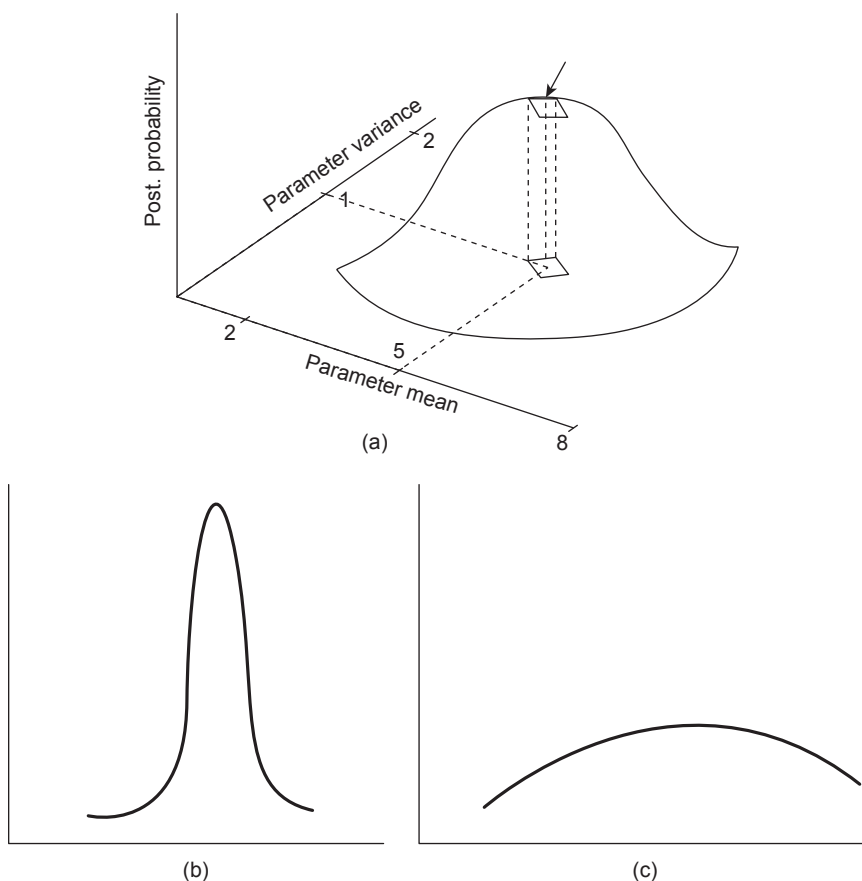 Post. probability
Parameter variance
2
1
2
5
Parameter mean
8
(a)
(b)
(c)